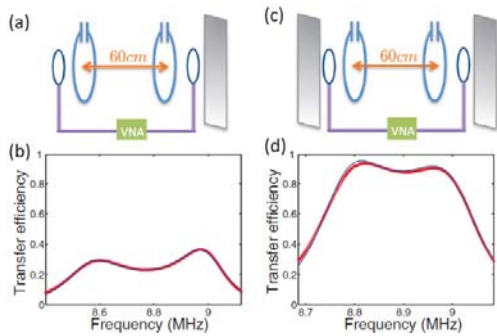 (a)
60cm
VNA
(c)
60cm
VNA
(b)
Transfer efficiency
1
0.8
0.6
0.4
0.2
0
8.6
8.8
9
Frequency (MHz)
(d)
Transfer efficiency
1
0.8
0.6
0.4
0.2
0
8.7
8.8
8.9
9
Frequency (MHz)